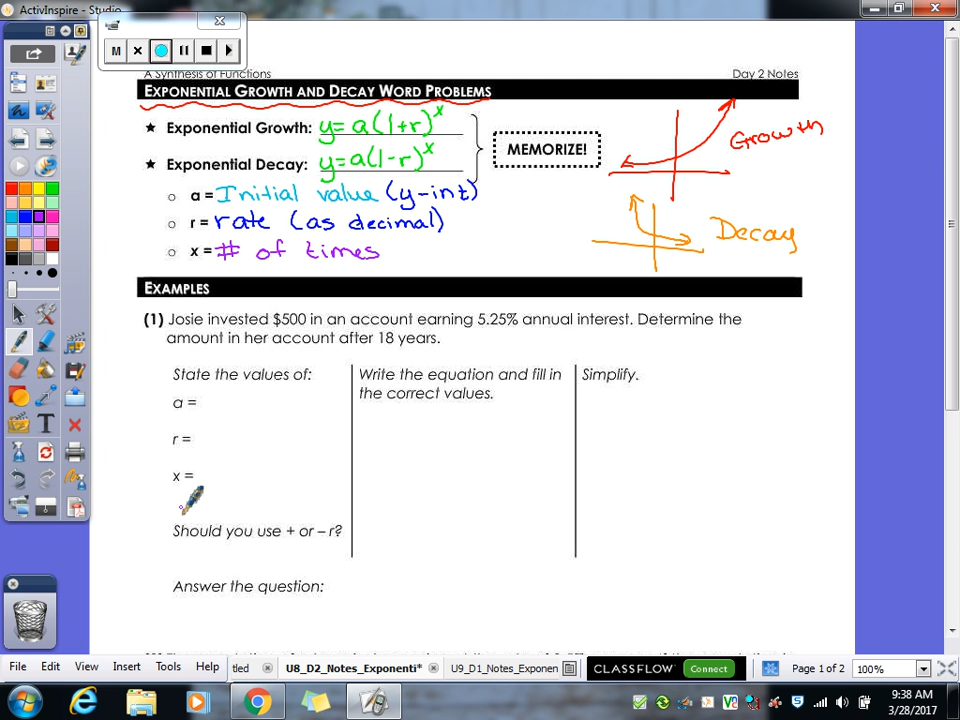 ActivInspire - Studio
M
A Synthesis of Functions
Day 2 Notes
EXPONENTIAL GROWTH AND DECAY WORD PROBLEMS
★ Exponential Growth: y = a(1+r)^x
★ Exponential Decay: y = a(1-r)^x
MEMORIZE!
Growth
Decay
a = Initial value (y-int)
r = rate (as decimal)
x = # of times
EXAMPLES
(1) Josie invested $500 in an account earning 5.25% annual interest. Determine the
amount in her account after 18 years.
State the values of:
a =
r =
x =
Should you use + or – r?
Write the equation and fill in
the correct values.
Simplify.
Answer the question:
File Edit View Insert Tools Help
tled
U8_D2_Notes_Exponenti*
U9_D1_Notes_Exponen
CLASSFLOW Connect
Page 1 of 2
100%
9:38 AM
3/28/2017